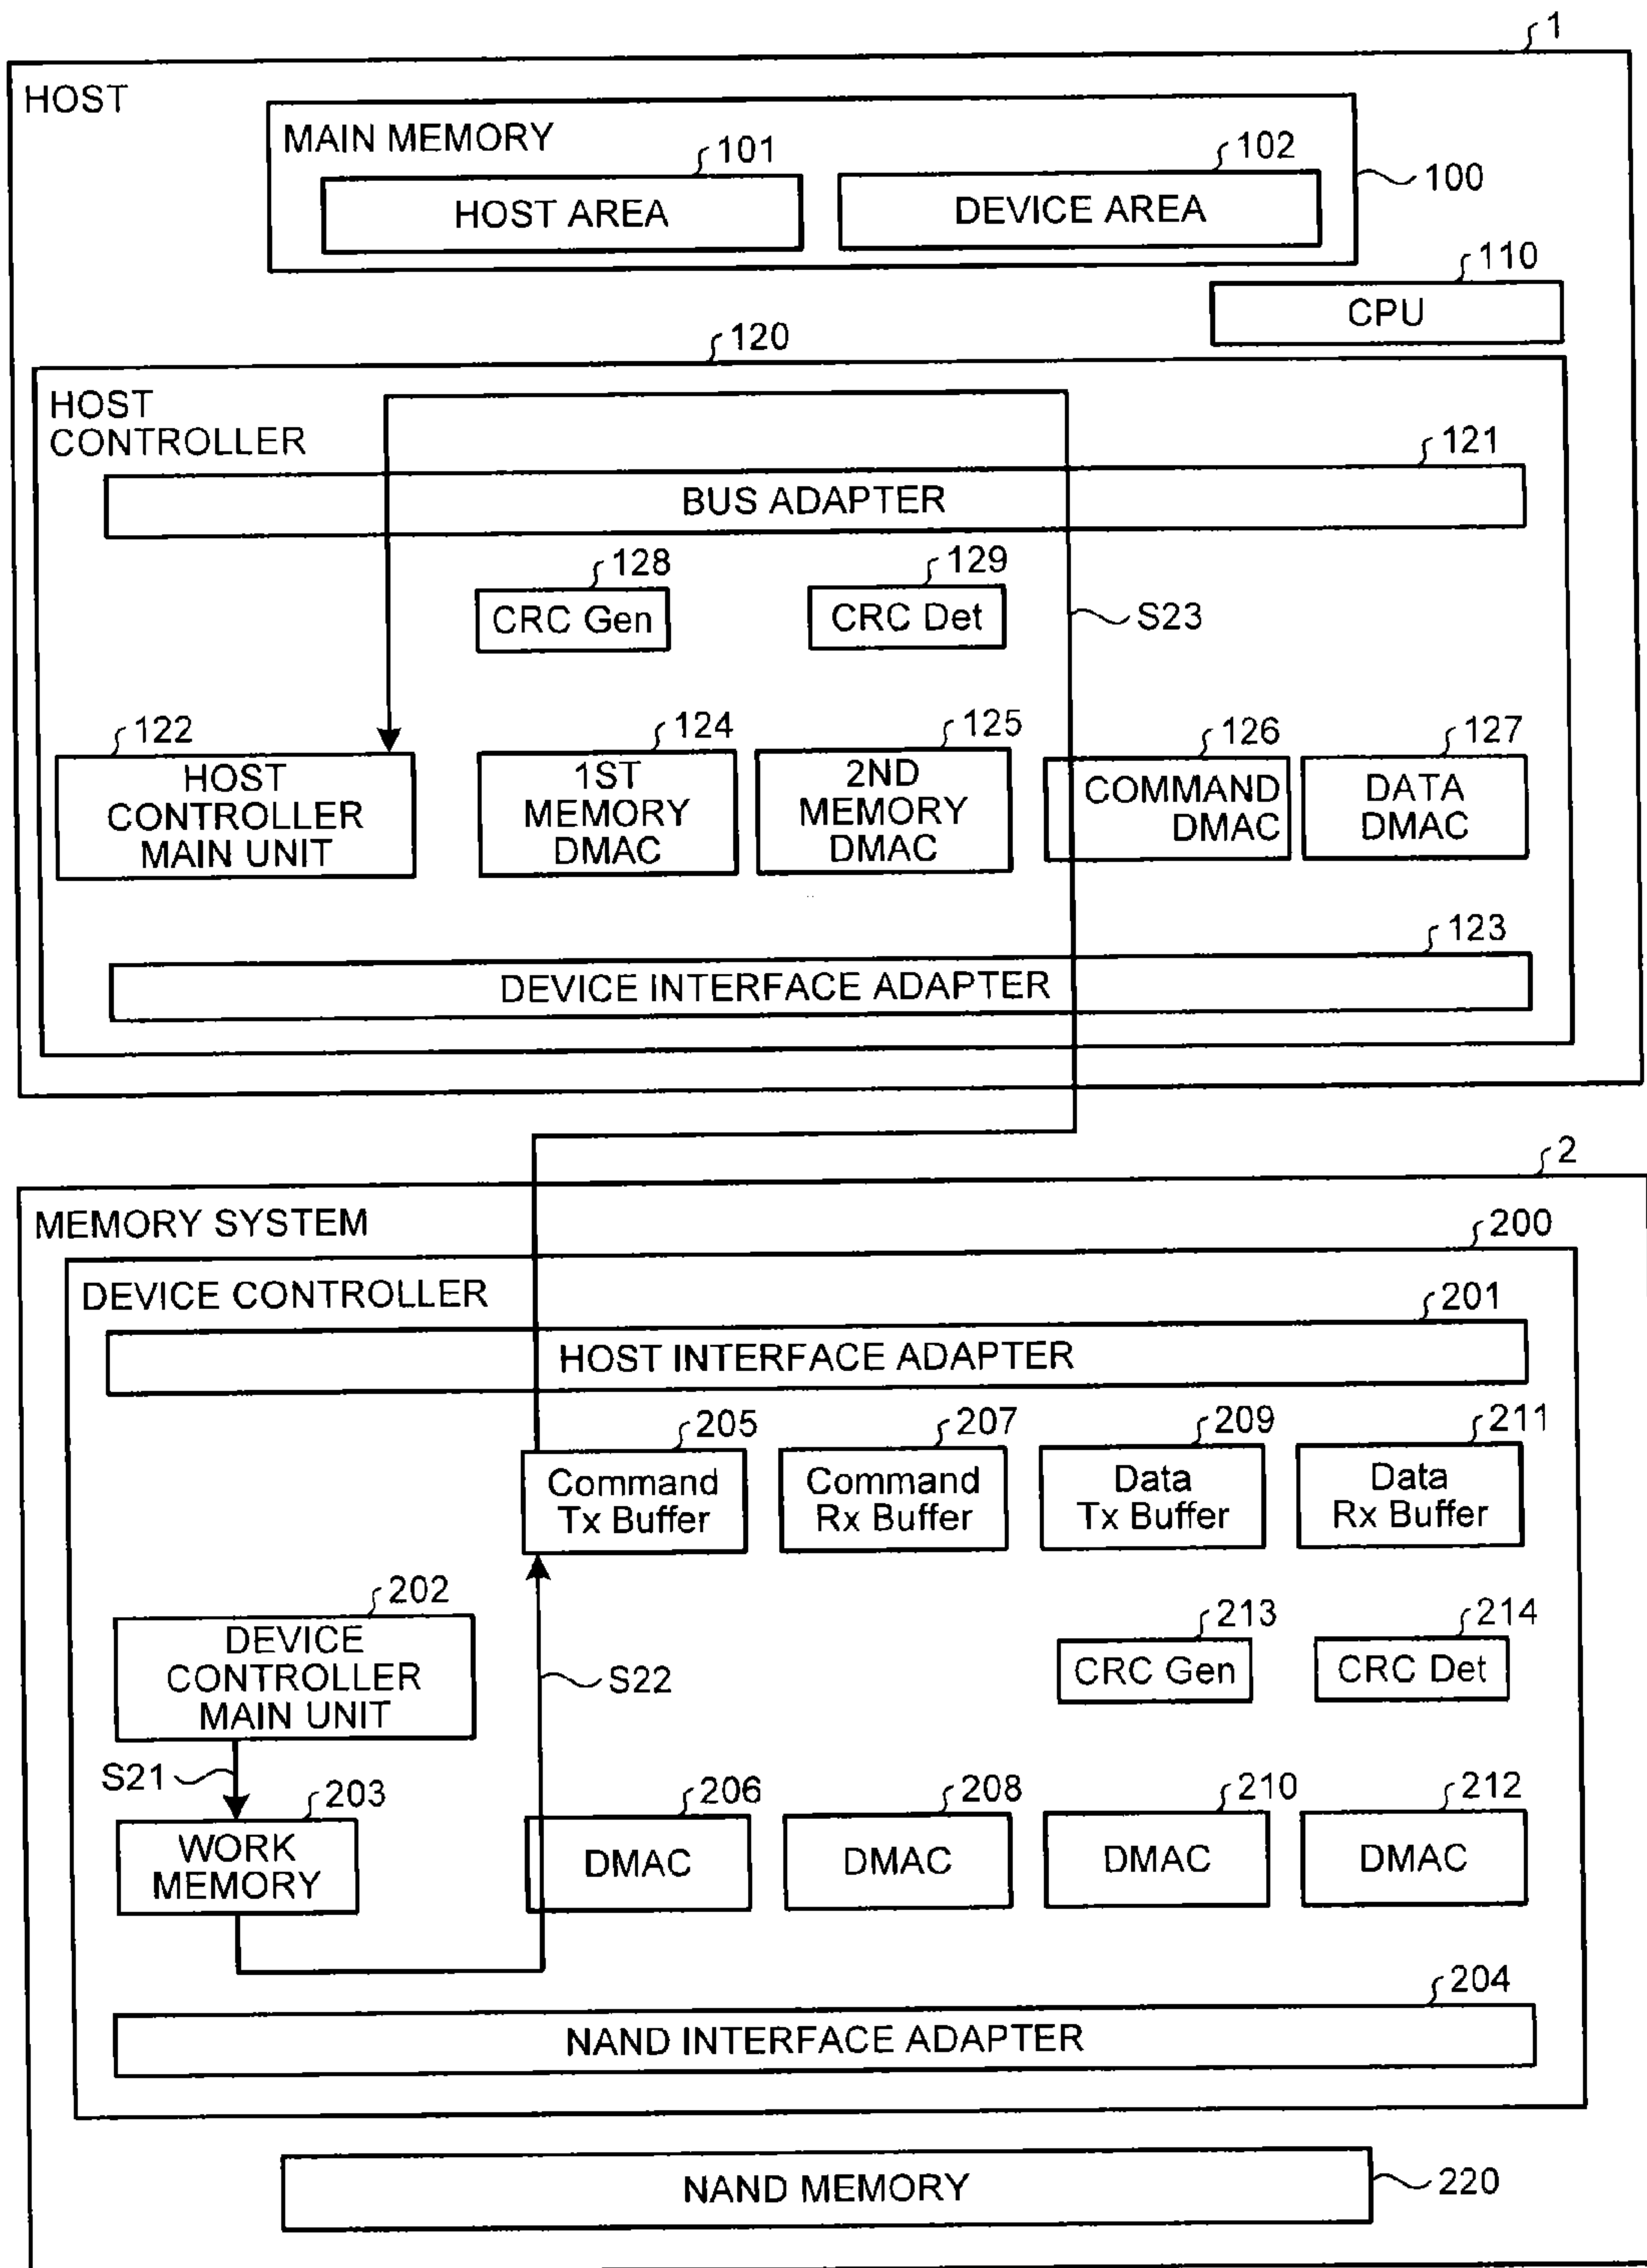 1
HOST
MAIN MEMORY
101
102
HOST AREA
DEVICE AREA
100
110
CPU
120
HOST
CONTROLLER
121
BUS ADAPTER
128
129
CRC Gen
CRC Det
S23
122
124
125
126
127
HOST
CONTROLLER
MAIN UNIT
1ST
MEMORY
DMAC
2ND
MEMORY
DMAC
COMMAND
DMAC
DATA
DMAC
123
DEVICE INTERFACE ADAPTER
2
MEMORY SYSTEM
200
DEVICE CONTROLLER
201
HOST INTERFACE ADAPTER
205
207
209
211
Command
Tx Buffer
Command
Rx Buffer
Data
Tx Buffer
Data
Rx Buffer
202
DEVICE
CONTROLLER
MAIN UNIT
213
214
CRC Gen
CRC Det
S22
S21
203
WORK
MEMORY
206
208
210
212
DMAC
DMAC
DMAC
DMAC
204
NAND INTERFACE ADAPTER
NAND MEMORY
220